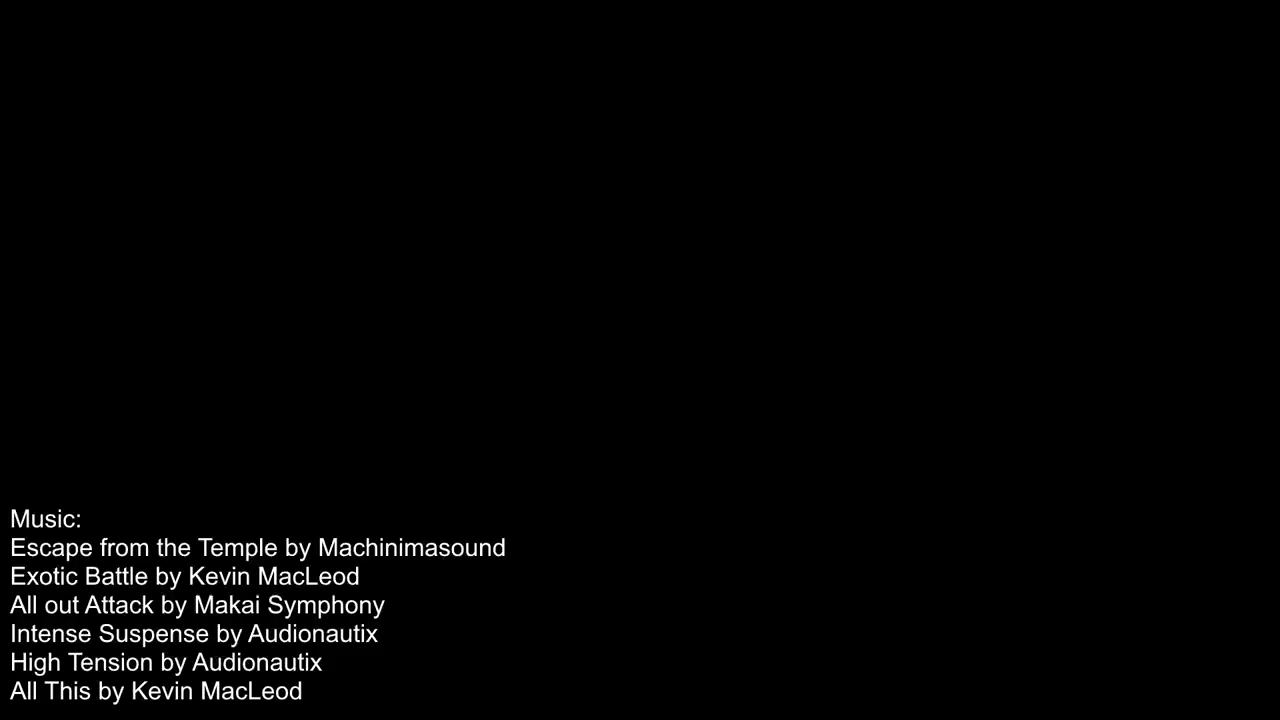 Music:
Escape from the Temple by Machinimasound
Exotic Battle by Kevin MacLeod
All out Attack by Makai Symphony
Intense Suspense by Audionautix
High Tension by Audionautix
All This by Kevin MacLeod